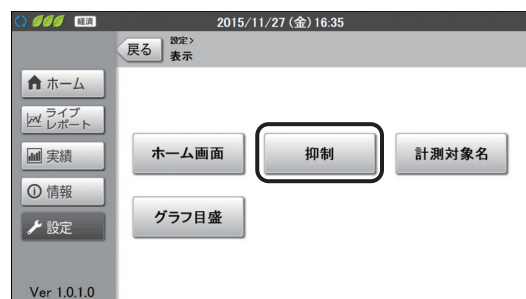 経済
2015/11/27(金)16:35
戻る
設定>
表示
ホーム
ライブ
レポート
実績
情報
設定
ホーム画面
抑制
計測対象名
グラフ目盛
Ver 1.0.1.0